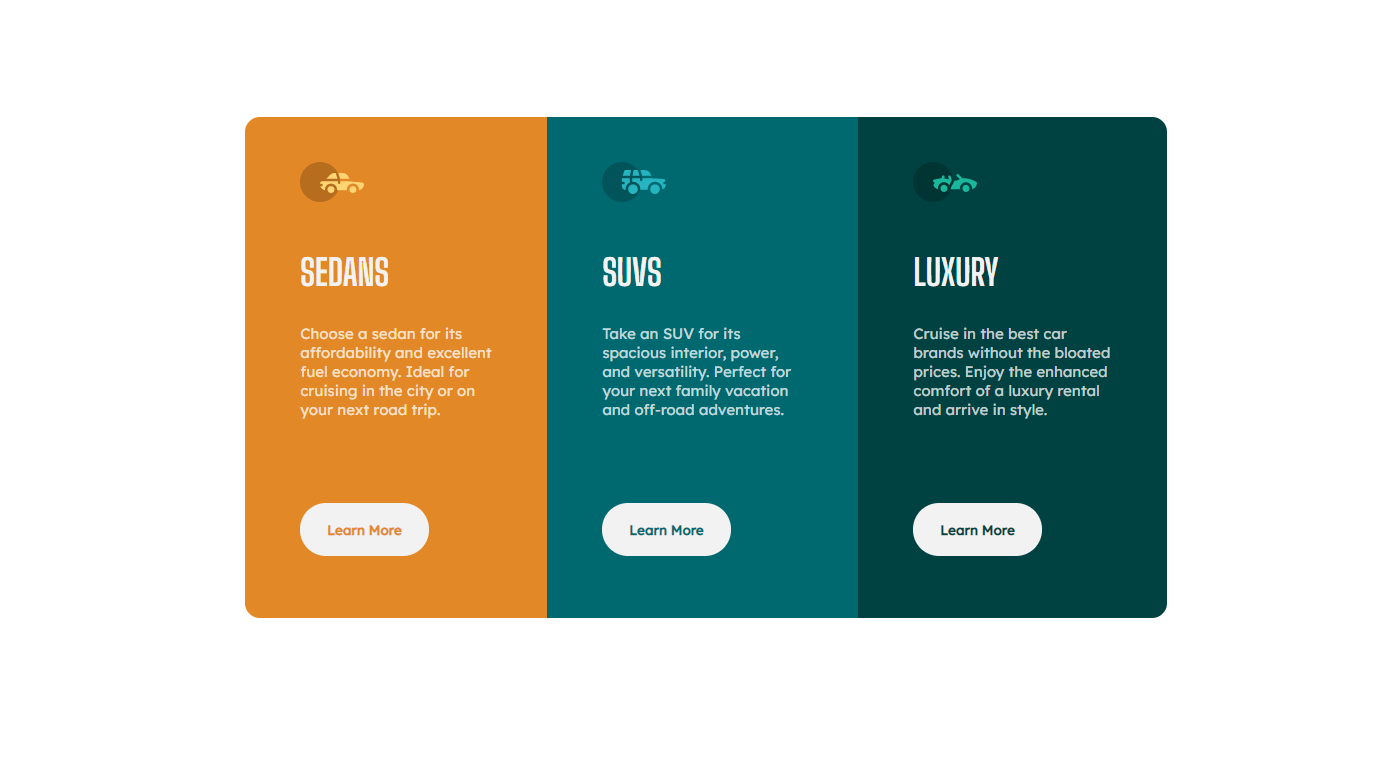 SEDANS
Choose a sedan for its
affordability and excellent
fuel economy. Ideal for
cruising in the city or on
your next road trip.
Learn More
SUVS
Take an SUV for its
spacious interior, power,
and versatility. Perfect for
your next family vacation
and off-road adventures.
Learn More
LUXURY
Cruise in the best car
brands without the bloated
prices. Enjoy the enhanced
comfort of a luxury rental
and arrive in style.
Learn More